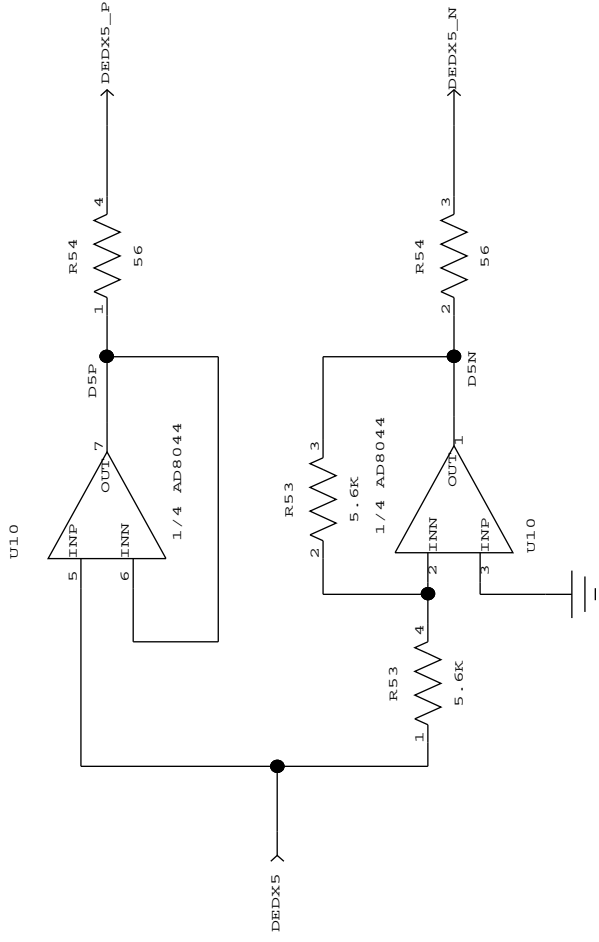 DEDX5_P
DEDX5_N
4
R54
56
1
3
R54
56
2
D5P
D5N
7
OUT
1/4 AD8044
U10
INP
INN
5
6
3
R53
5.6K
2
1/4 AD8044
1
OUT
INN
INP
U10
2
3
4
R53
5.6K
1
DEDX5